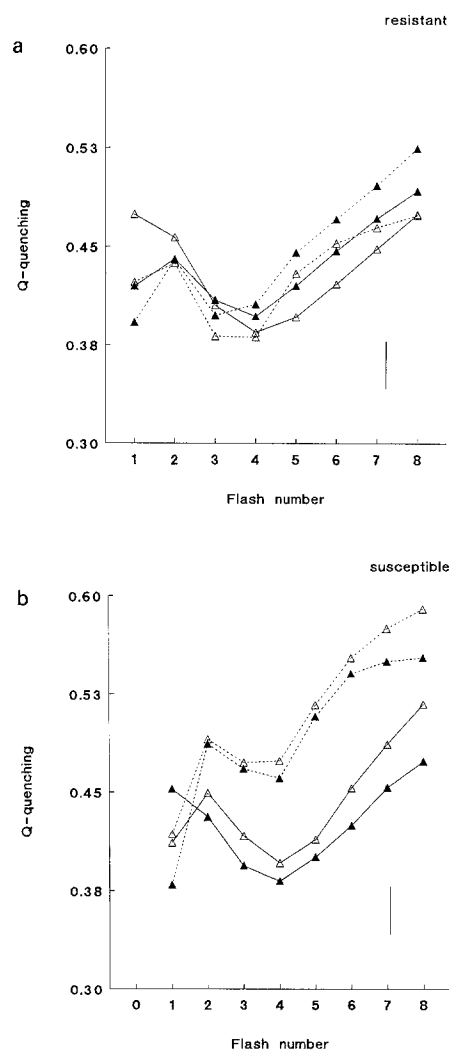 resistant
a
0.60
0.53
0.45
0.38
0.30
Q-quenching
1 2 3 4 5 6 7 8
Flash number
susceptible
b
0.60
0.53
0.45
0.38
0.30
Q-quenching
0 1 2 3 4 5 6 7 8
Flash number